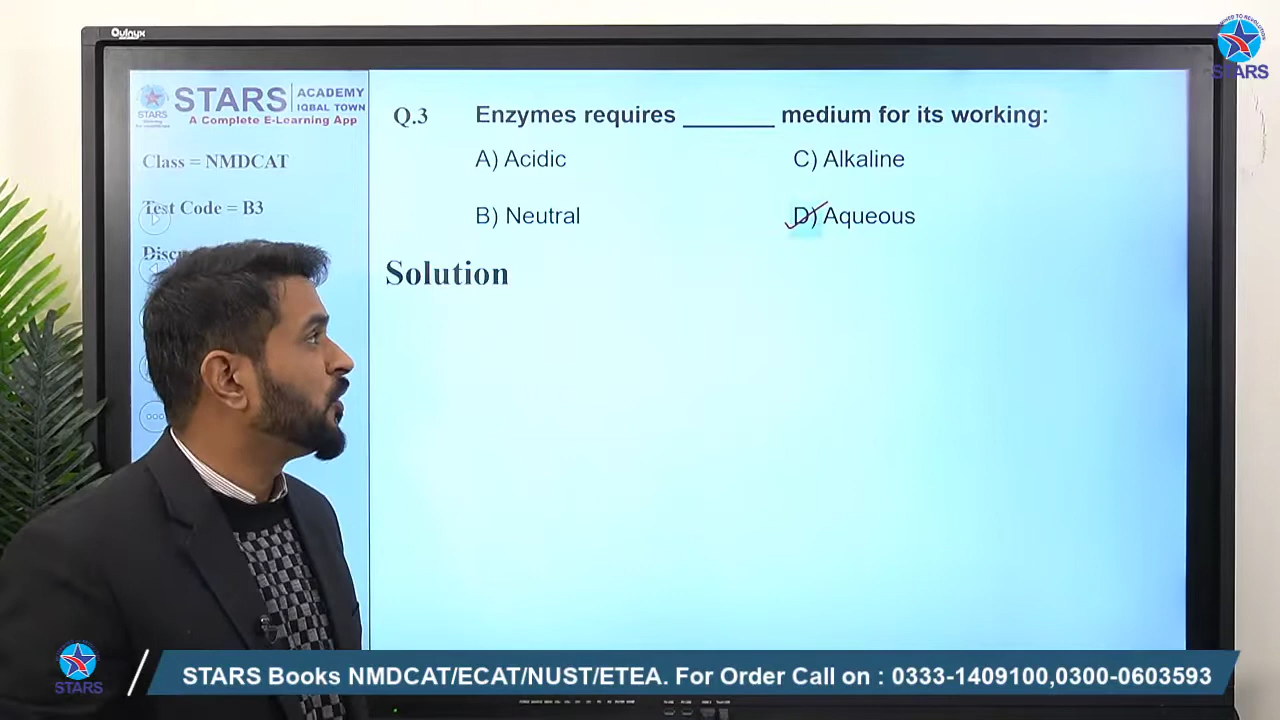 Qulnyx
STARS
STARS
ACADEMY
IQBAL TOWN
A Complete E-Learning App
Class = NMDCAT
Test Code = B3
Q.3 Enzymes requires _______ medium for its working:
A) Acidic
C) Alkaline
B) Neutral
D) Aqueous
Solution
STARS
STARS
STARS Books NMDCAT/ECAT/NUST/ETEA. For Order Call on : 0333-1409100,0300-0603593